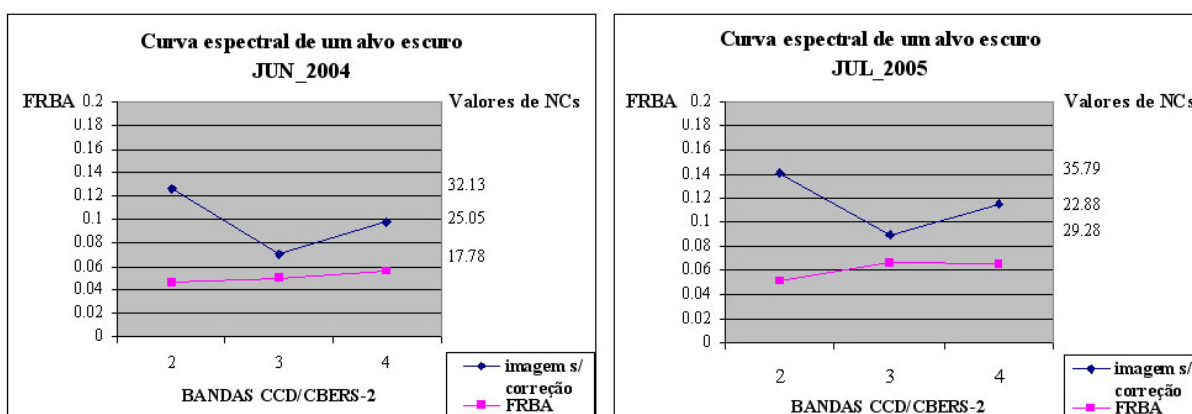 Curva espectral de um alvo escuro
JUN_2004
FRBA
Valores de NCs
0.2
0.18
0.16
0.14
0.12
0.1
0.08
0.06
0.04
0.02
0
32.13
25.05
17.78
2 3 4
BANDAS CCD/CBERS-2
imagem s/
correção
FRBA
Curva espectral de um alvo escuro
JUL_2005
FRBA
Valores de NCs
0.2
0.18
0.16
0.14
0.12
0.1
0.08
0.06
0.04
0.02
0
35.79
22.88
29.28
2 3 4
BANDAS CCD/CBERS-2
imagem s/
correção
FRBA